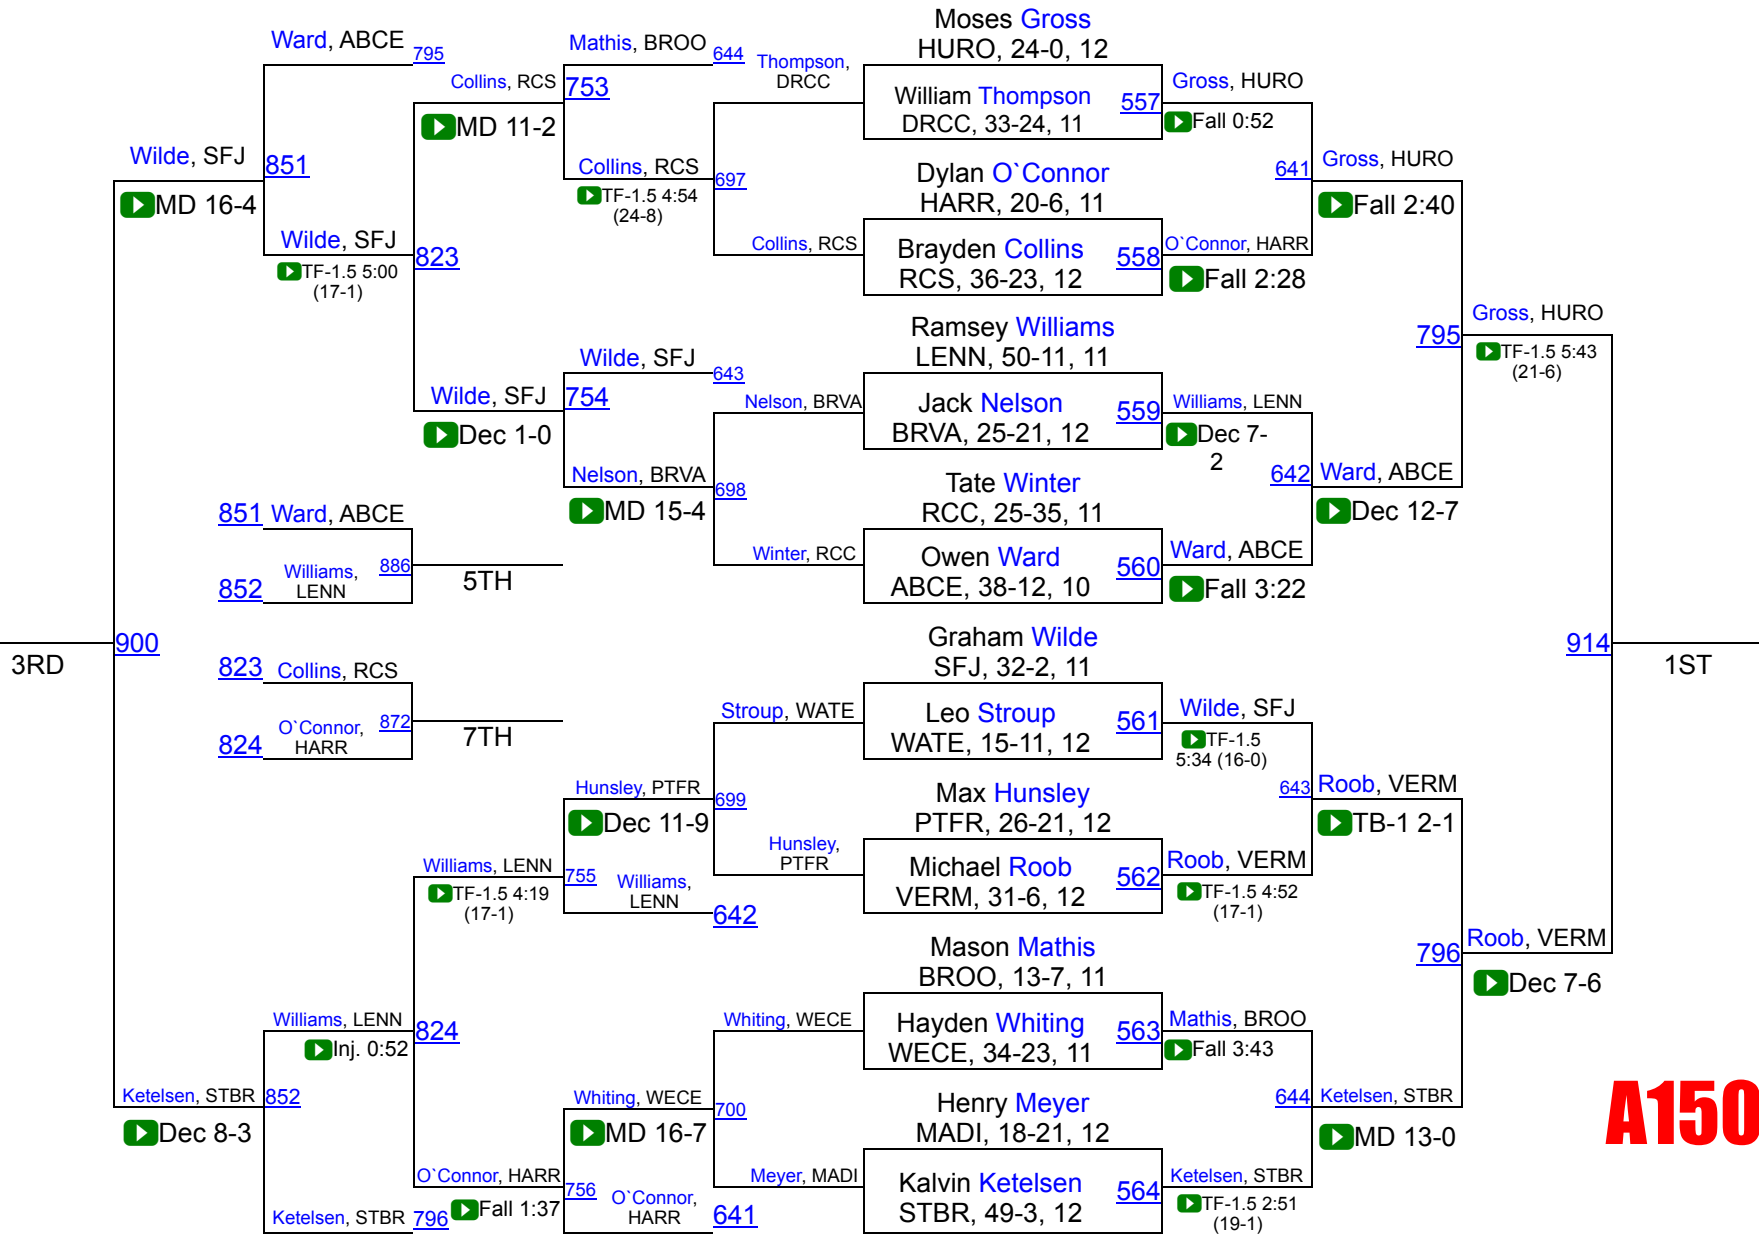 Moses Gross
HURO, 24-0, 12
William Thompson
DRCC, 33-24, 11
557
Dylan O`Connor
HARR, 20-6, 11
Brayden Collins
RCS, 36-23, 12
558
Ramsey Williams
LENN, 50-11, 11
Jack Nelson
BRVA, 25-21, 12
559
Tate Winter
RCC, 25-35, 11
Owen Ward
ABCE, 38-12, 10
560
Graham Wilde
SFJ, 32-2, 11
Leo Stroup
WATE, 15-11, 12
561
Max Hunsley
PTFR, 26-21, 12
Michael Roob
VERM, 31-6, 12
562
Mason Mathis
BROO, 13-7, 11
Hayden Whiting
WECE, 34-23, 11
563
Henry Meyer
MADI, 18-21, 12
Kalvin Ketelsen
STBR, 49-3, 12
564
Gross, HURO
Fall 0:52
641
O`Connor, HARR
Fall 2:28
Williams, LENN
Dec 7-
2
642
Ward, ABCE
Fall 3:22
Wilde, SFJ
TF-1.5
5:34 (16-0)
643
Roob, VERM
TF-1.5 4:52
(17-1)
Mathis, BROO
Fall 3:43
644
Ketelsen, STBR
TF-1.5 2:51
(19-1)
Gross, HURO
Fall 2:40
795
Ward, ABCE
Dec 12-7
Roob, VERM
TB-1 2-1
796
Ketelsen, STBR
MD 13-0
Gross, HURO
TF-1.5 5:43
(21-6)
914
Roob, VERM
Dec 7-6
1ST
A150
Thompson,
DRCC
697
Collins, RCS
Nelson, BRVA
698
Winter, RCC
Stroup, WATE
699
Hunsley,
PTFR
Whiting, WECE
700
Meyer, MADI
Mathis, BROO
644
753
Collins, RCS
TF-1.5 4:54
(24-8)
Wilde, SFJ
643
754
Nelson, BRVA
MD 15-4
Hunsley, PTFR
Dec 11-9
755
Williams,
LENN
642
Whiting, WECE
MD 16-7
756
O`Connor,
HARR
641
Collins, RCS
MD 11-2
823
Wilde, SFJ
Dec 1-0
Williams, LENN
TF-1.5 4:19
(17-1)
824
O`Connor, HARR
Fall 1:37
Ward, ABCE
795
851
Wilde, SFJ
TF-1.5 5:00
(17-1)
851 Ward, ABCE
886
852
Williams,
LENN
5TH
823 Collins, RCS
872
824
O`Connor,
HARR
7TH
Williams, LENN
Inj. 0:52
852
Ketelsen, STBR
796
Wilde, SFJ
MD 16-4
900
Ketelsen, STBR
Dec 8-3
3RD